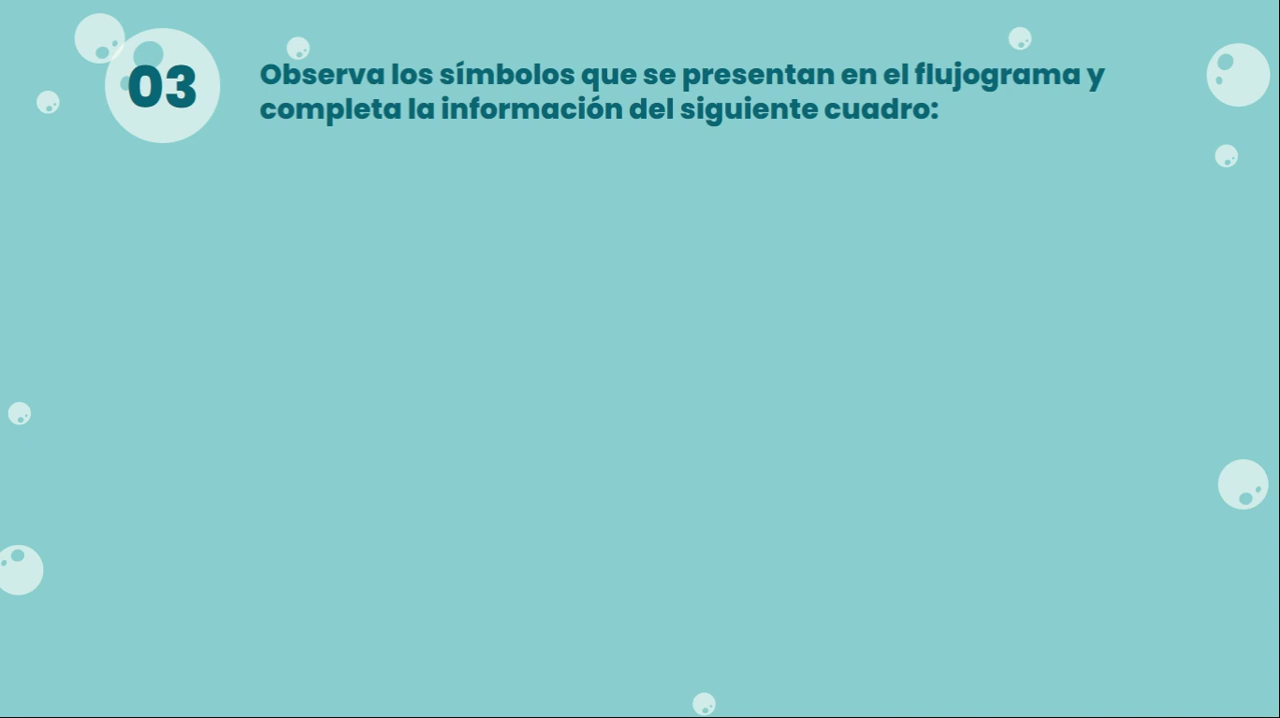 03
Observa los símbolos que se presentan en el flujograma y
completa la información del siguiente cuadro: